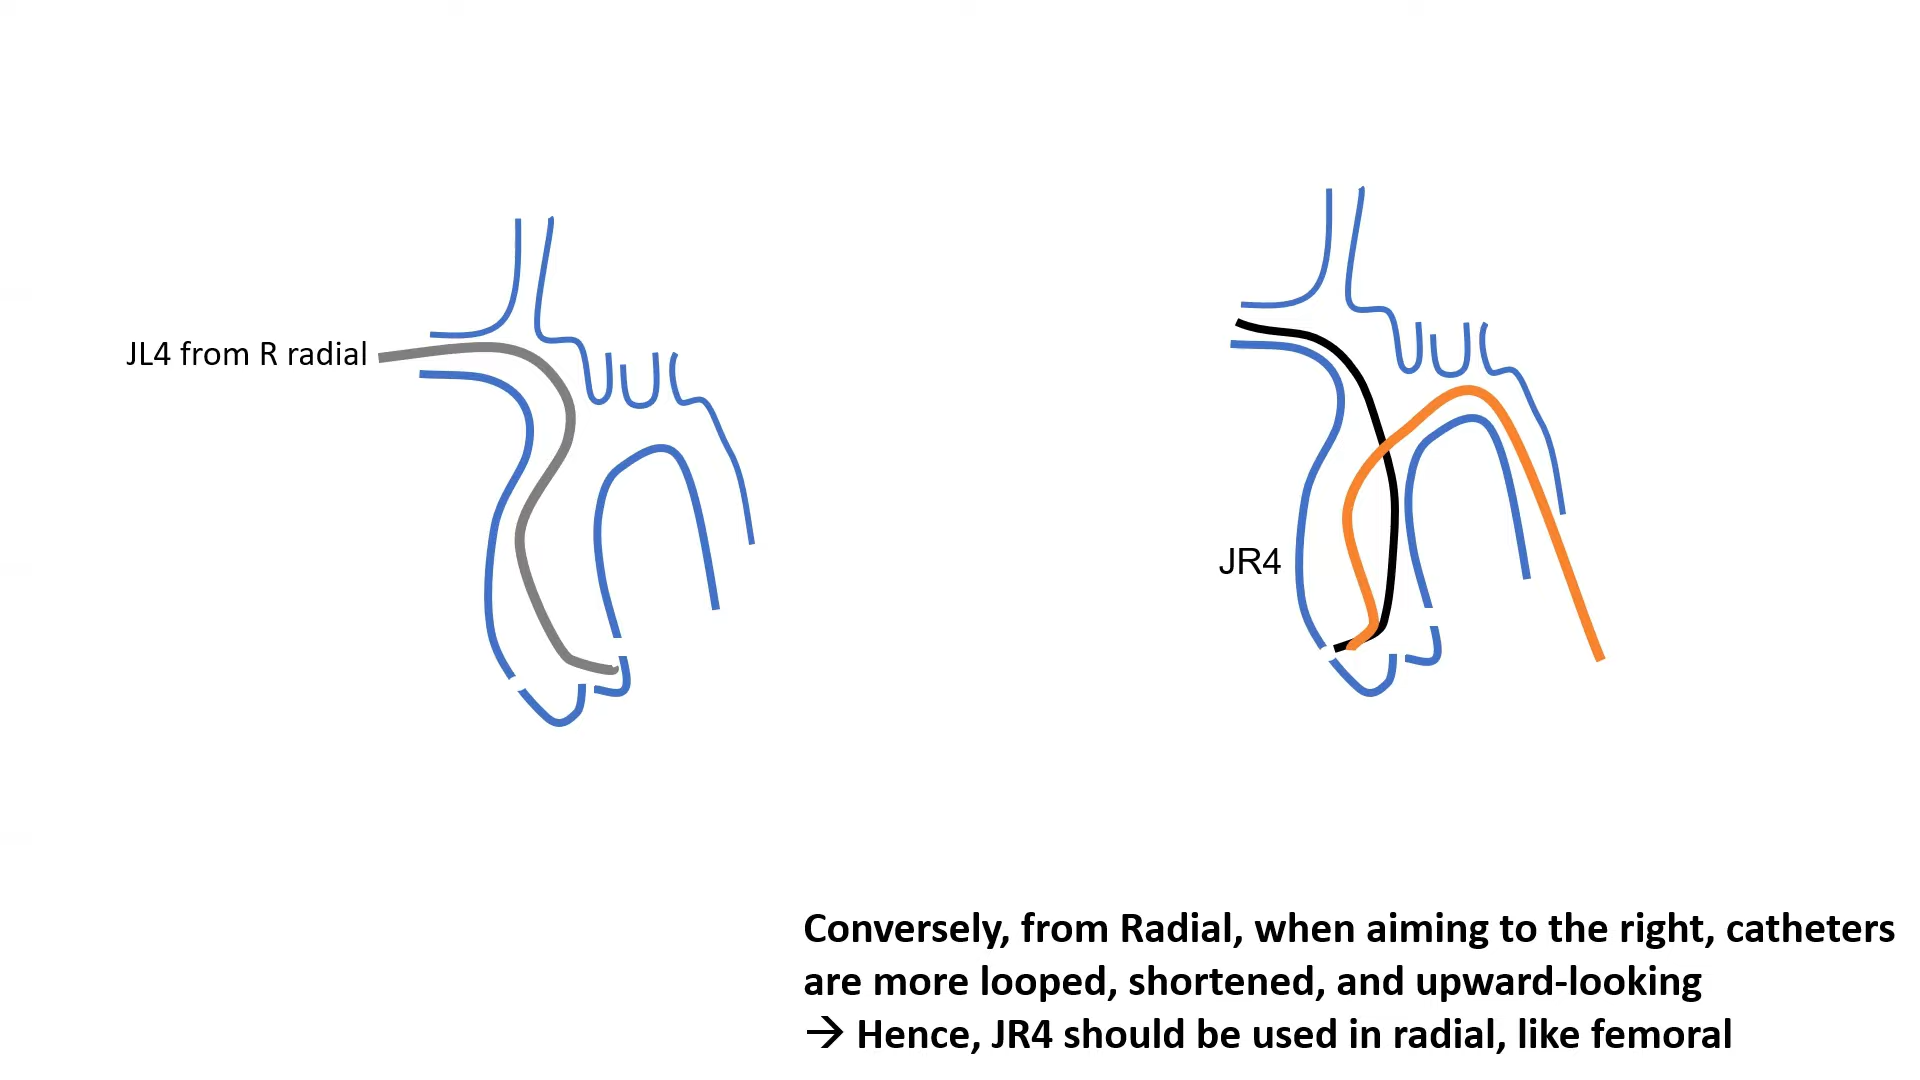 JL4 from R radial
JR4
Conversely, from Radial, when aiming to the right, catheters
are more looped, shortened, and upward-looking
→ Hence, JR4 should be used in radial, like femoral